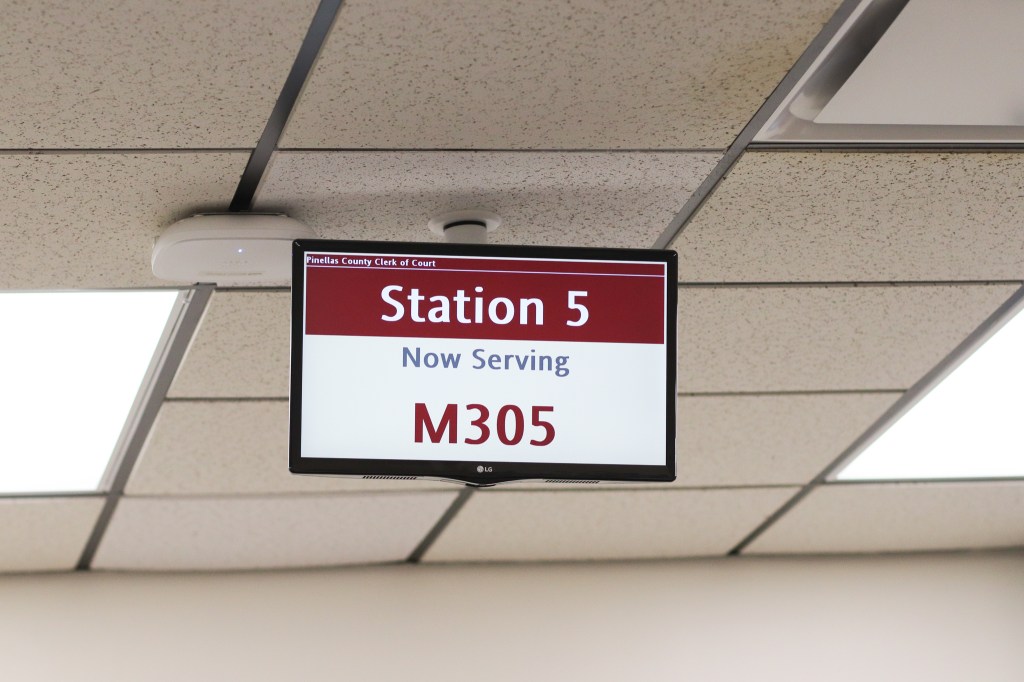 Pinellas County Clerk of Court
Station 5
Now Serving
M305
LG